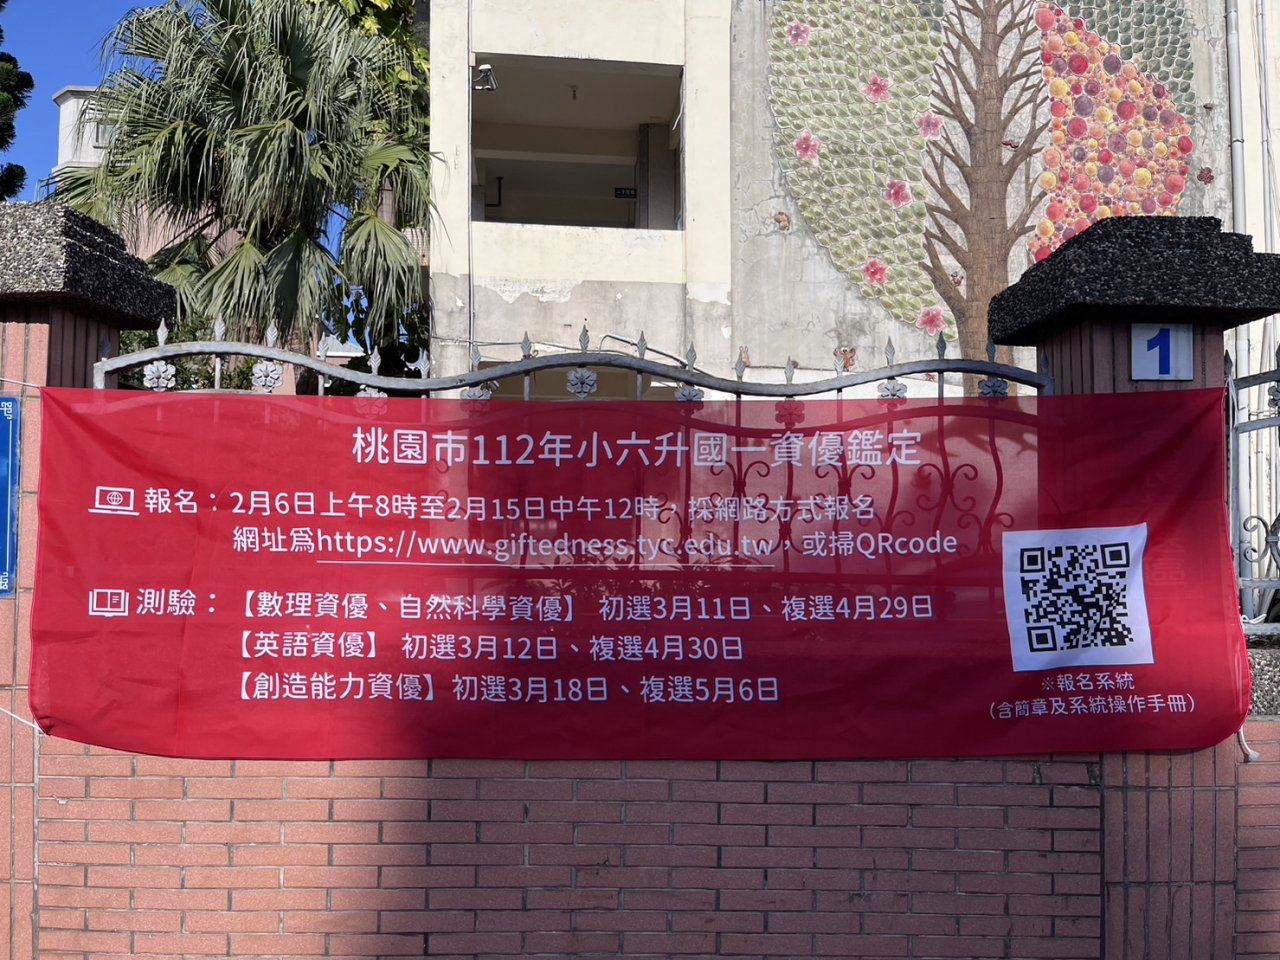 桃園市112年小六升國一資優鑑定
報名：2月6日上午8時至2月15日中午12時，採網路方式報名
網址為https://www.giftedness.tyc.edu.tw，或掃QRcode
測驗：【數理資優、自然科學資優】 初選3月11日、複選4月29日
【英語資優】 初選3月12日、複選4月30日
【創造能力資優】初選3月18日、複選5月6日
※報名系統
(含簡章及系統操作手冊)
1